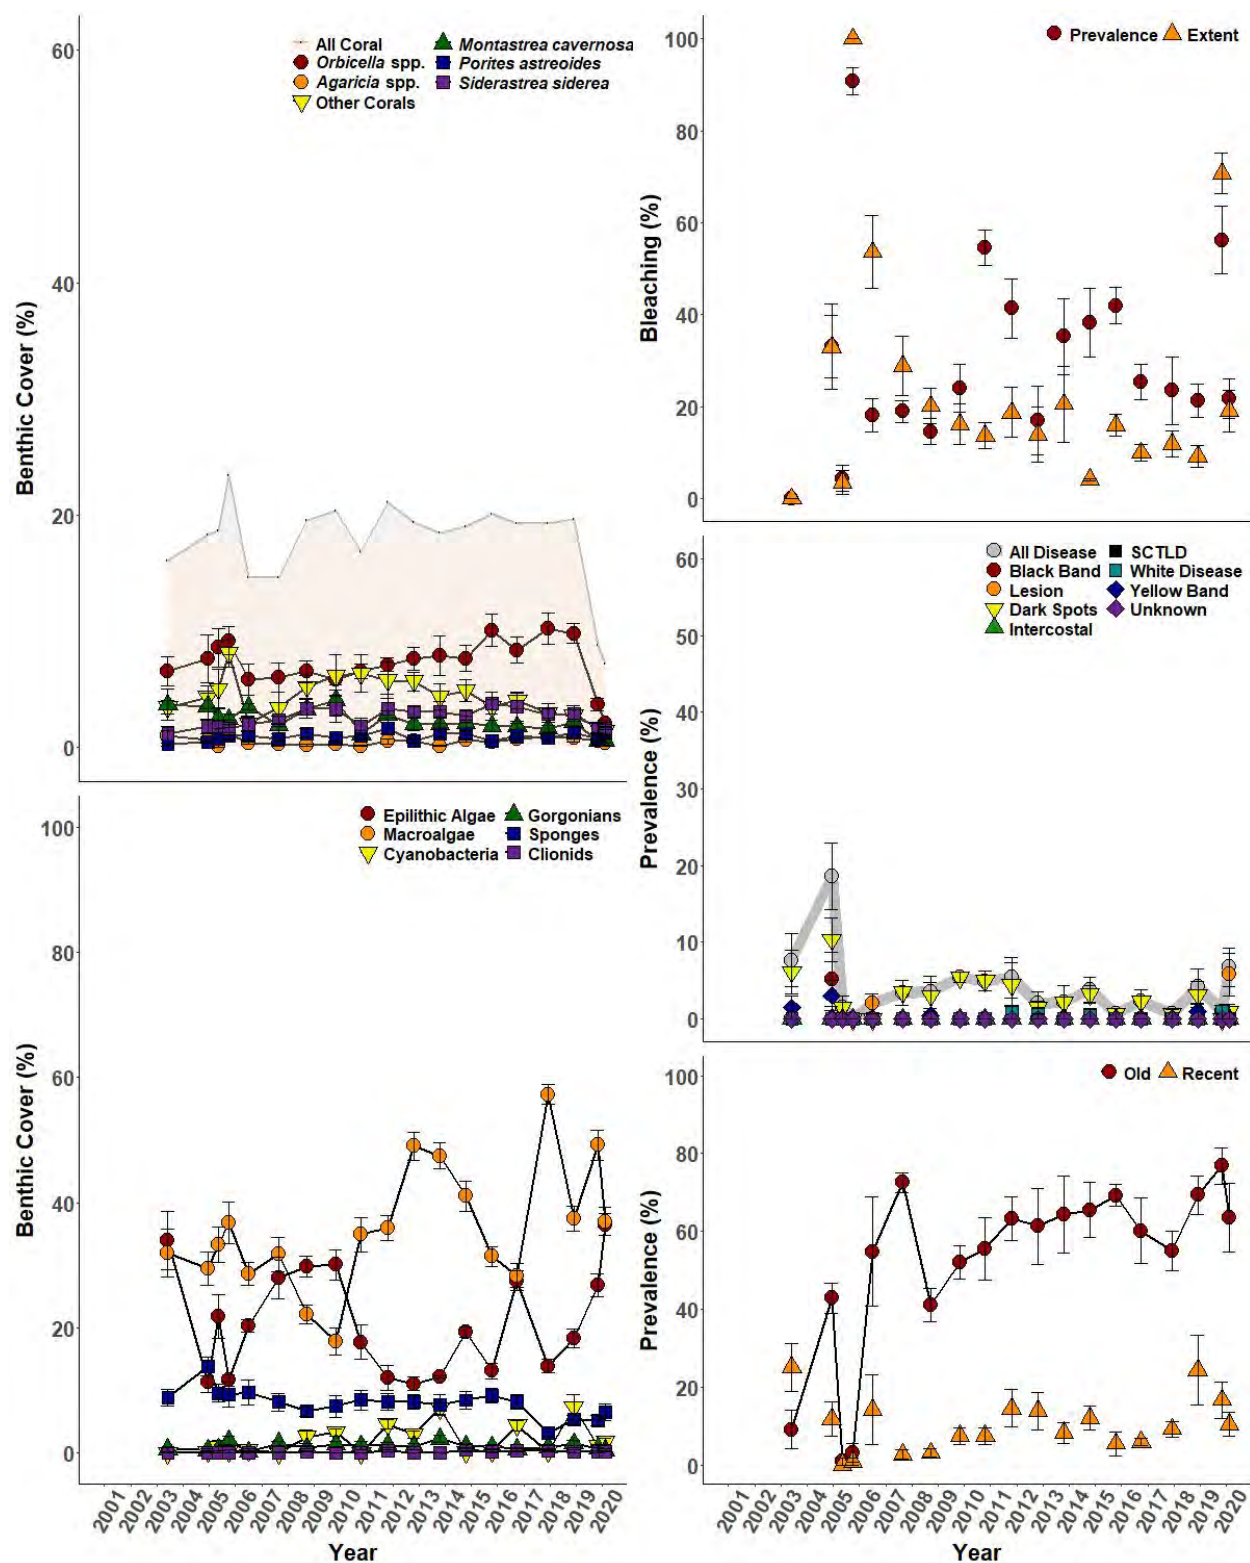 60
40
20
0
Benthic Cover (%)
All Coral
Orbicella spp.
Agaricia spp.
Other Corals
Montastrea cavernosa
Porites astreoides
Siderastrea siderea
100
80
60
40
20
0
Benthic Cover (%)
Epilithic Algae
Macroalgae
Cyanobacteria
Gorgonians
Sponges
Clionids
2001
2002
2003
2004
2005
2006
2007
2008
2009
2010
2011
2012
2013
2014
2015
2016
2017
2018
2019
2020
Year
100
80
60
40
20
0
Bleaching (%)
Prevalence
Extent
60
50
40
30
20
10
0
Prevalence (%)
All Disease
Black Band
Lesion
Dark Spots
Intercostal
SCTLD
White Disease
Yellow Band
Unknown
100
80
60
40
20
0
Prevalence (%)
Old
Recent
2001
2002
2003
2004
2005
2006
2007
2008
2009
2010
2011
2012
2013
2014
2015
2016
2017
2018
2019
2020
Year